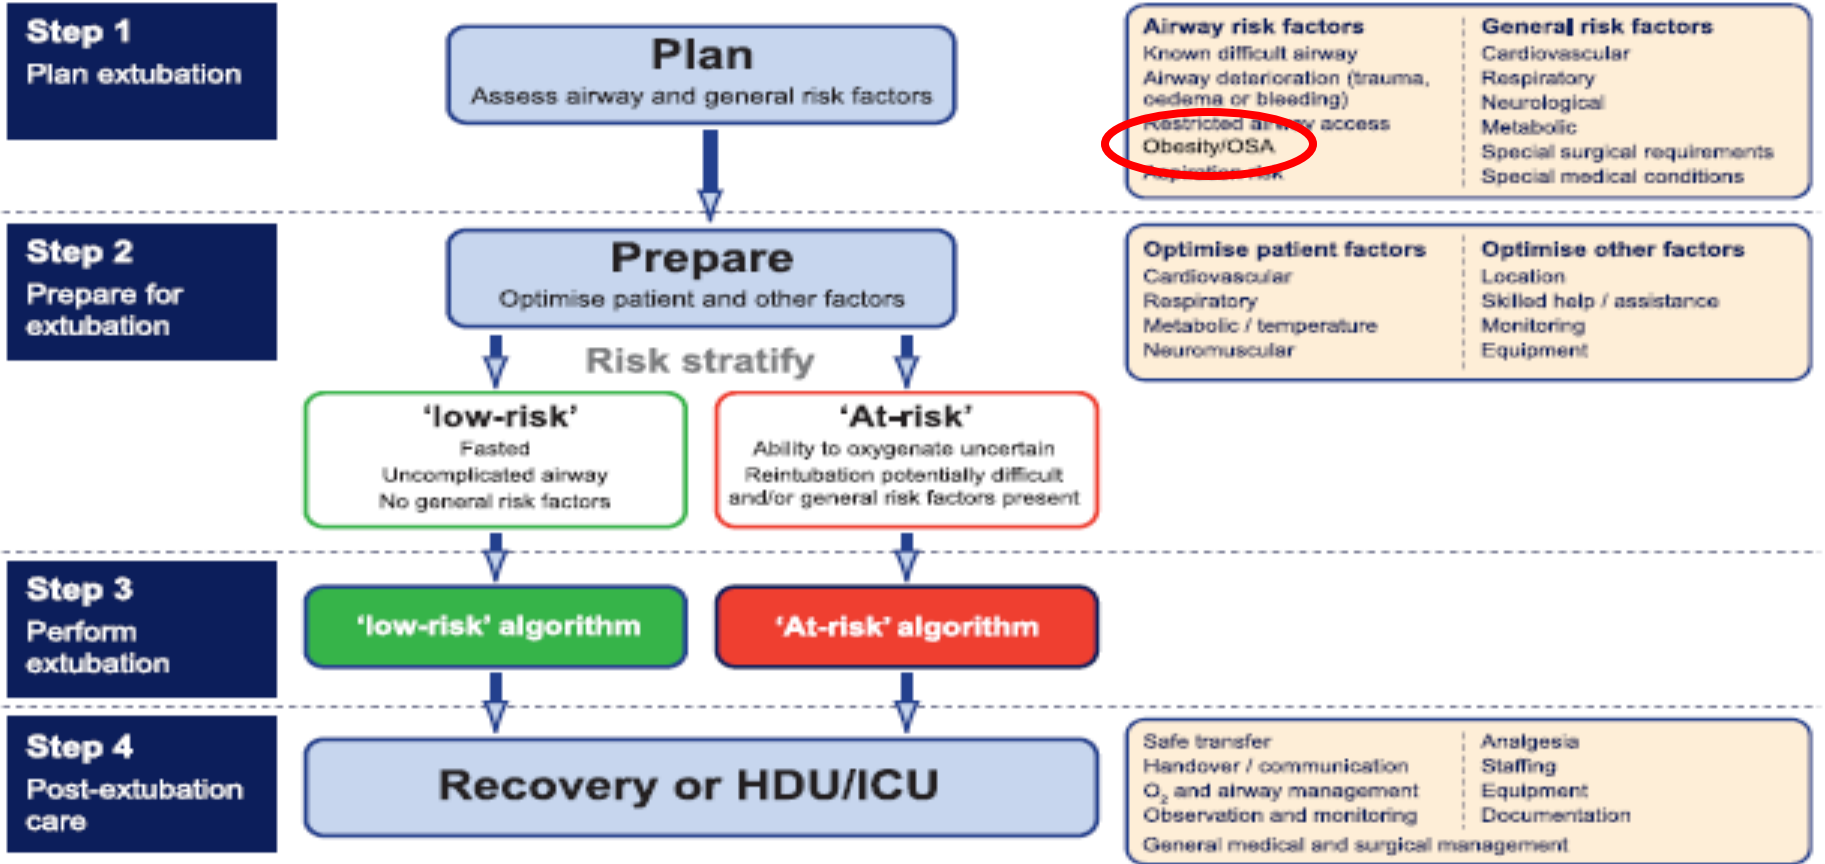 Step 1
Plan extubation
Plan
Assess airway and general risk factors
Airway risk factors
Known difficult airway
Airway deterioration (trauma,
oedema or bleeding)
Restricted airway access
Obesity/OSA
Aspiration risk
General risk factors
Cardiovascular
Respiratory
Neurological
Metabolic
Special surgical requirements
Special medical conditions
Step 2
Prepare for
extubation
Prepare
Optimise patient and other factors
Risk stratify
'low-risk'
Fasted
Uncomplicated airway
No general risk factors
'At-risk'
Ability to oxygenate uncertain
Reintubation potentially difficult
and/or general risk factors present
Optimise patient factors
Cardiovascular
Respiratory
Metabolic / temperature
Neuromuscular
Optimise other factors
Location
Skilled help / assistance
Monitoring
Equipment
Step 3
Perform
extubation
'low-risk' algorithm
'At-risk' algorithm
Step 4
Post-extubation
care
Recovery or HDU/ICU
Safe transfer
Handover / communication
O₂ and airway management
Observation and monitoring
Analgesia
Staffing
Equipment
Documentation
General medical and surgical management